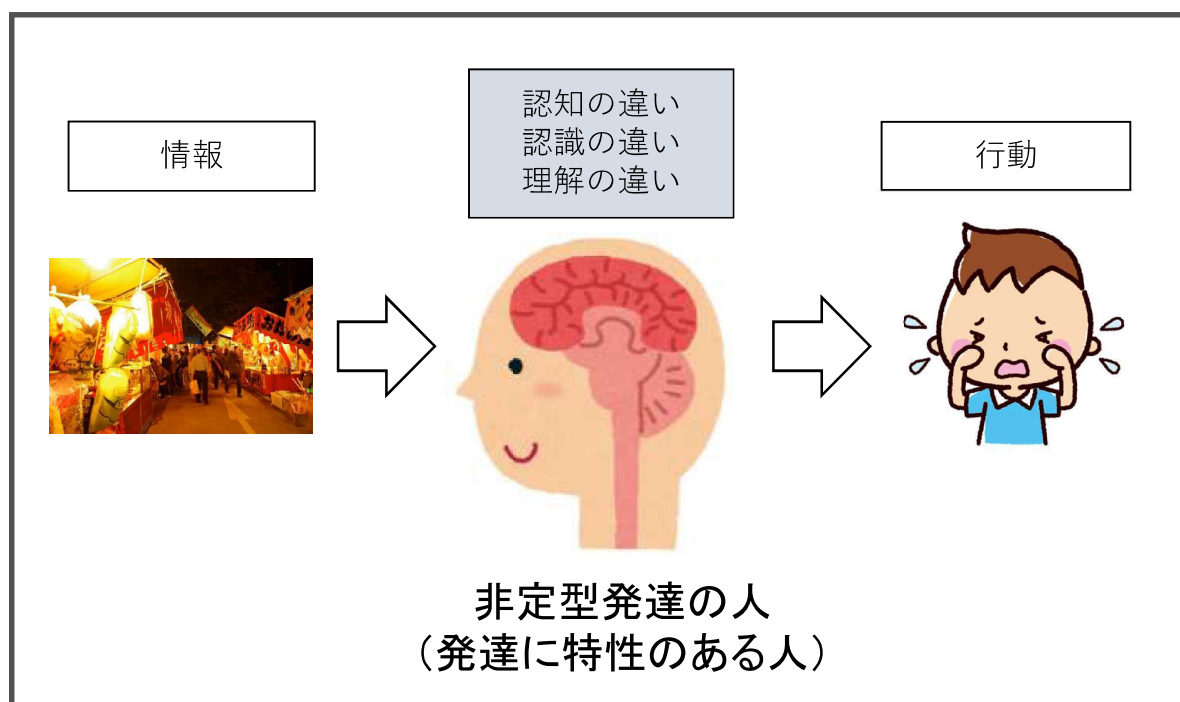 情報
認知の違い
認識の違い
理解の違い
行動
非定型発達の人
（発達に特性のある人）